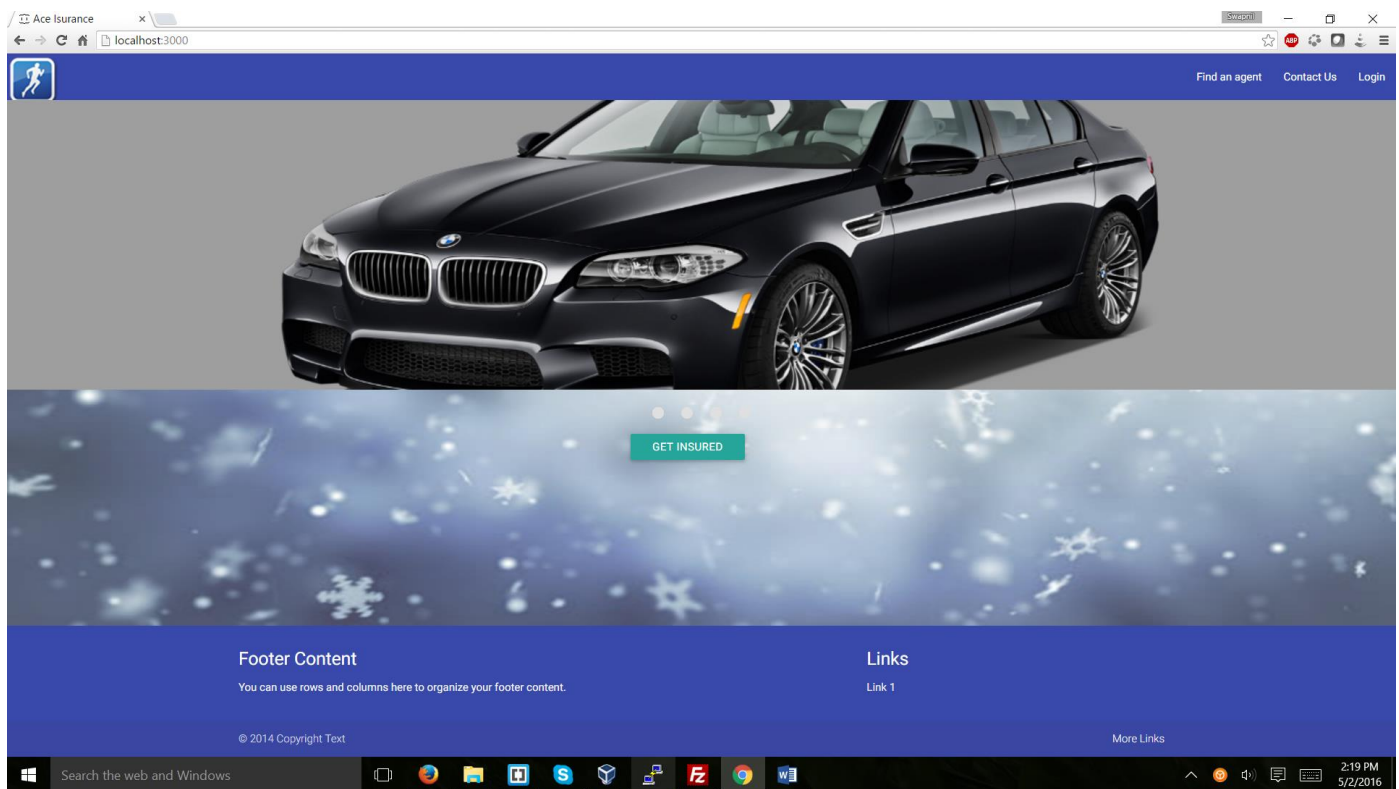 Ace Isurance
Swapnil
localhost:3000
ABP
Find an agent
Contact Us
Login
GET INSURED
Footer Content
Links
You can use rows and columns here to organize your footer content.
Link 1
© 2014 Copyright Text
More Links
Search the web and Windows
2:19 PM
5/2/2016